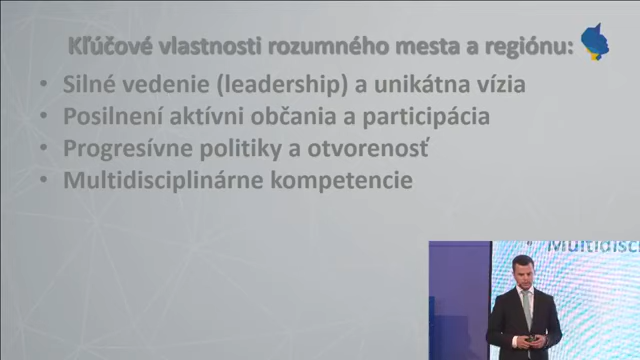 Kľúčové vlastnosti rozumného mesta a regiónu:
• Silné vedenie (leadership) a unikátna vízia
• Posilnení aktívni občania a participácia
• Progresívne politiky a otvorenosť
• Multidisciplinárne kompetencie
• Multidisci